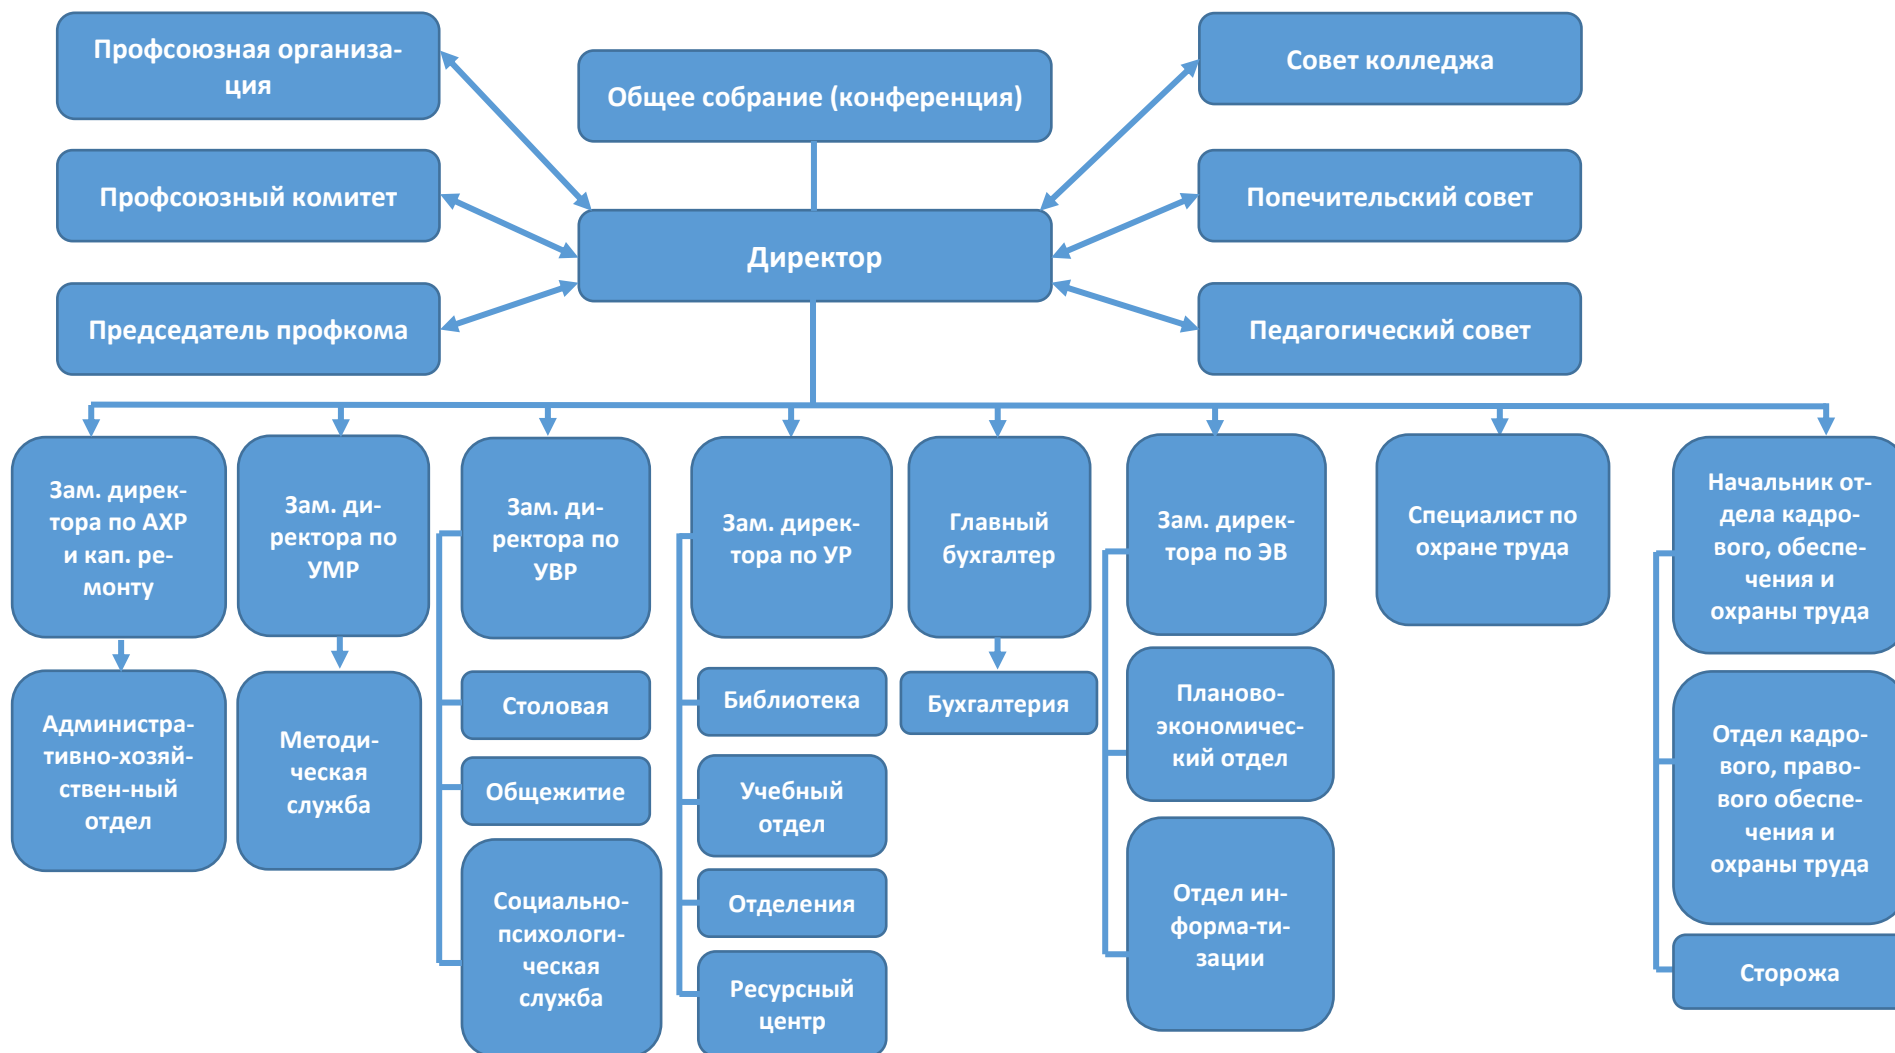 Профсоюзная организа-
ция
Общее собрание (конференция)
Совет колледжа
Профсоюзный комитет
Попечительский совет
Директор
Председатель профкома
Педагогический совет
Зам. дирек-
тора по АХР
и кап. ре-
монту
Зам. ди-
ректора по
УМР
Зам. ди-
ректора по
УВР
Зам. дирек-
тора по УР
Главный
бухгалтер
Зам. дирек-
тора по ЭВ
Специалист по
охране труда
Начальник от-
дела кадро-
вого, обеспе-
чения и
охраны труда
Администра-
тивно-хозяй-
ствен-ный
отдел
Методи-
ческая
служба
Столовая
Общежитие
Социально-
психологи-
ческая
служба
Библиотека
Учебный
отдел
Отделения
Ресурсный
центр
Бухгалтерия
Планово-
экономичес-
кий отдел
Отдел ин-
форма-ти-
зации
Отдел кадро-
вого, право-
вого обеспе-
чения и
охраны труда
Сторожа